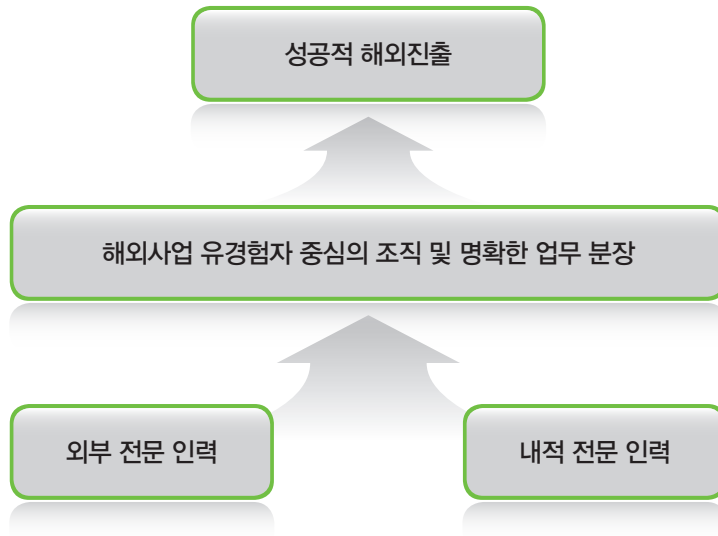 성공적 해외진출
해외사업 유경험자 중심의 조직 및 명확한 업무 분장
외부 전문 인력
내적 전문 인력